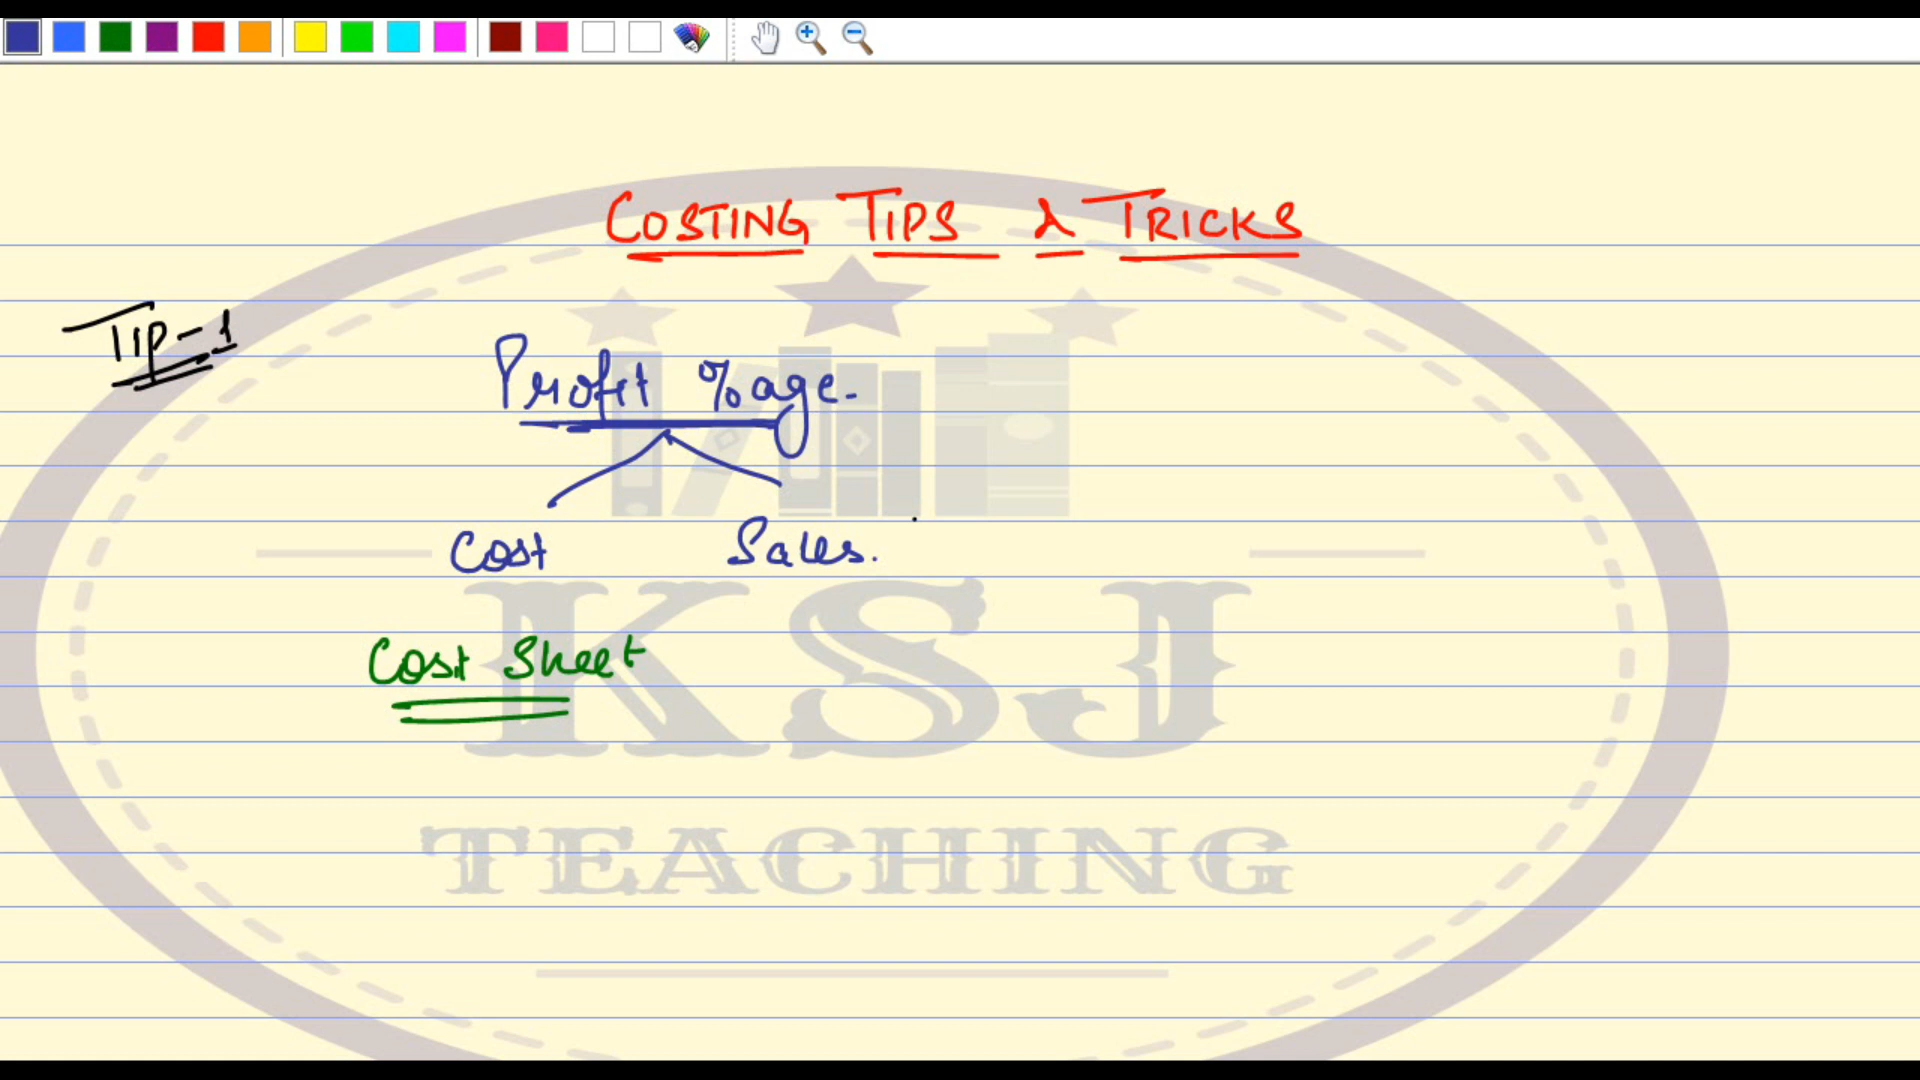 COSTING TIPS & TRICKS
TIP-1
Profit %age.
Cost Sales.
Cost Sheet
KSJ
TEACHING